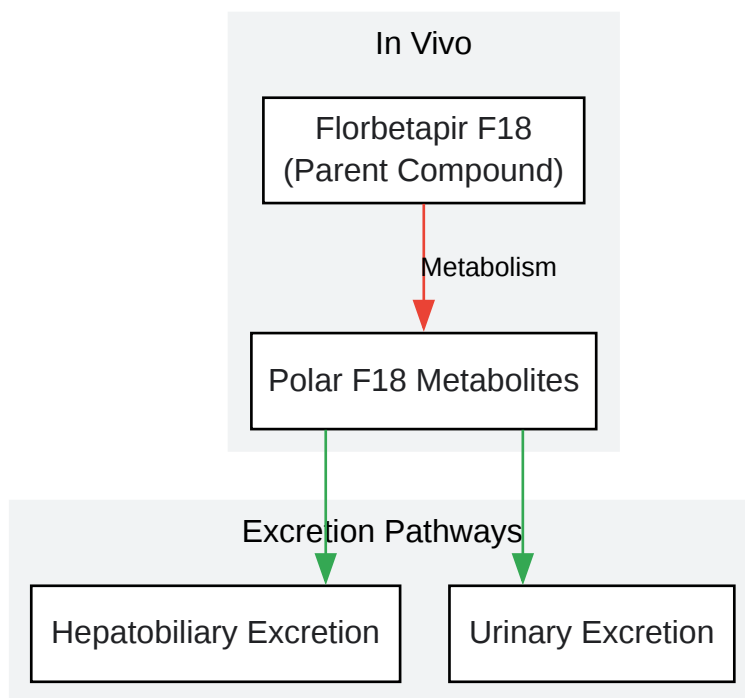 In Vivo
Florbetapir F18
(Parent Compound)
Metabolism
Polar F18 Metabolites
Excretion Pathways
Hepatobiliary Excretion
Urinary Excretion